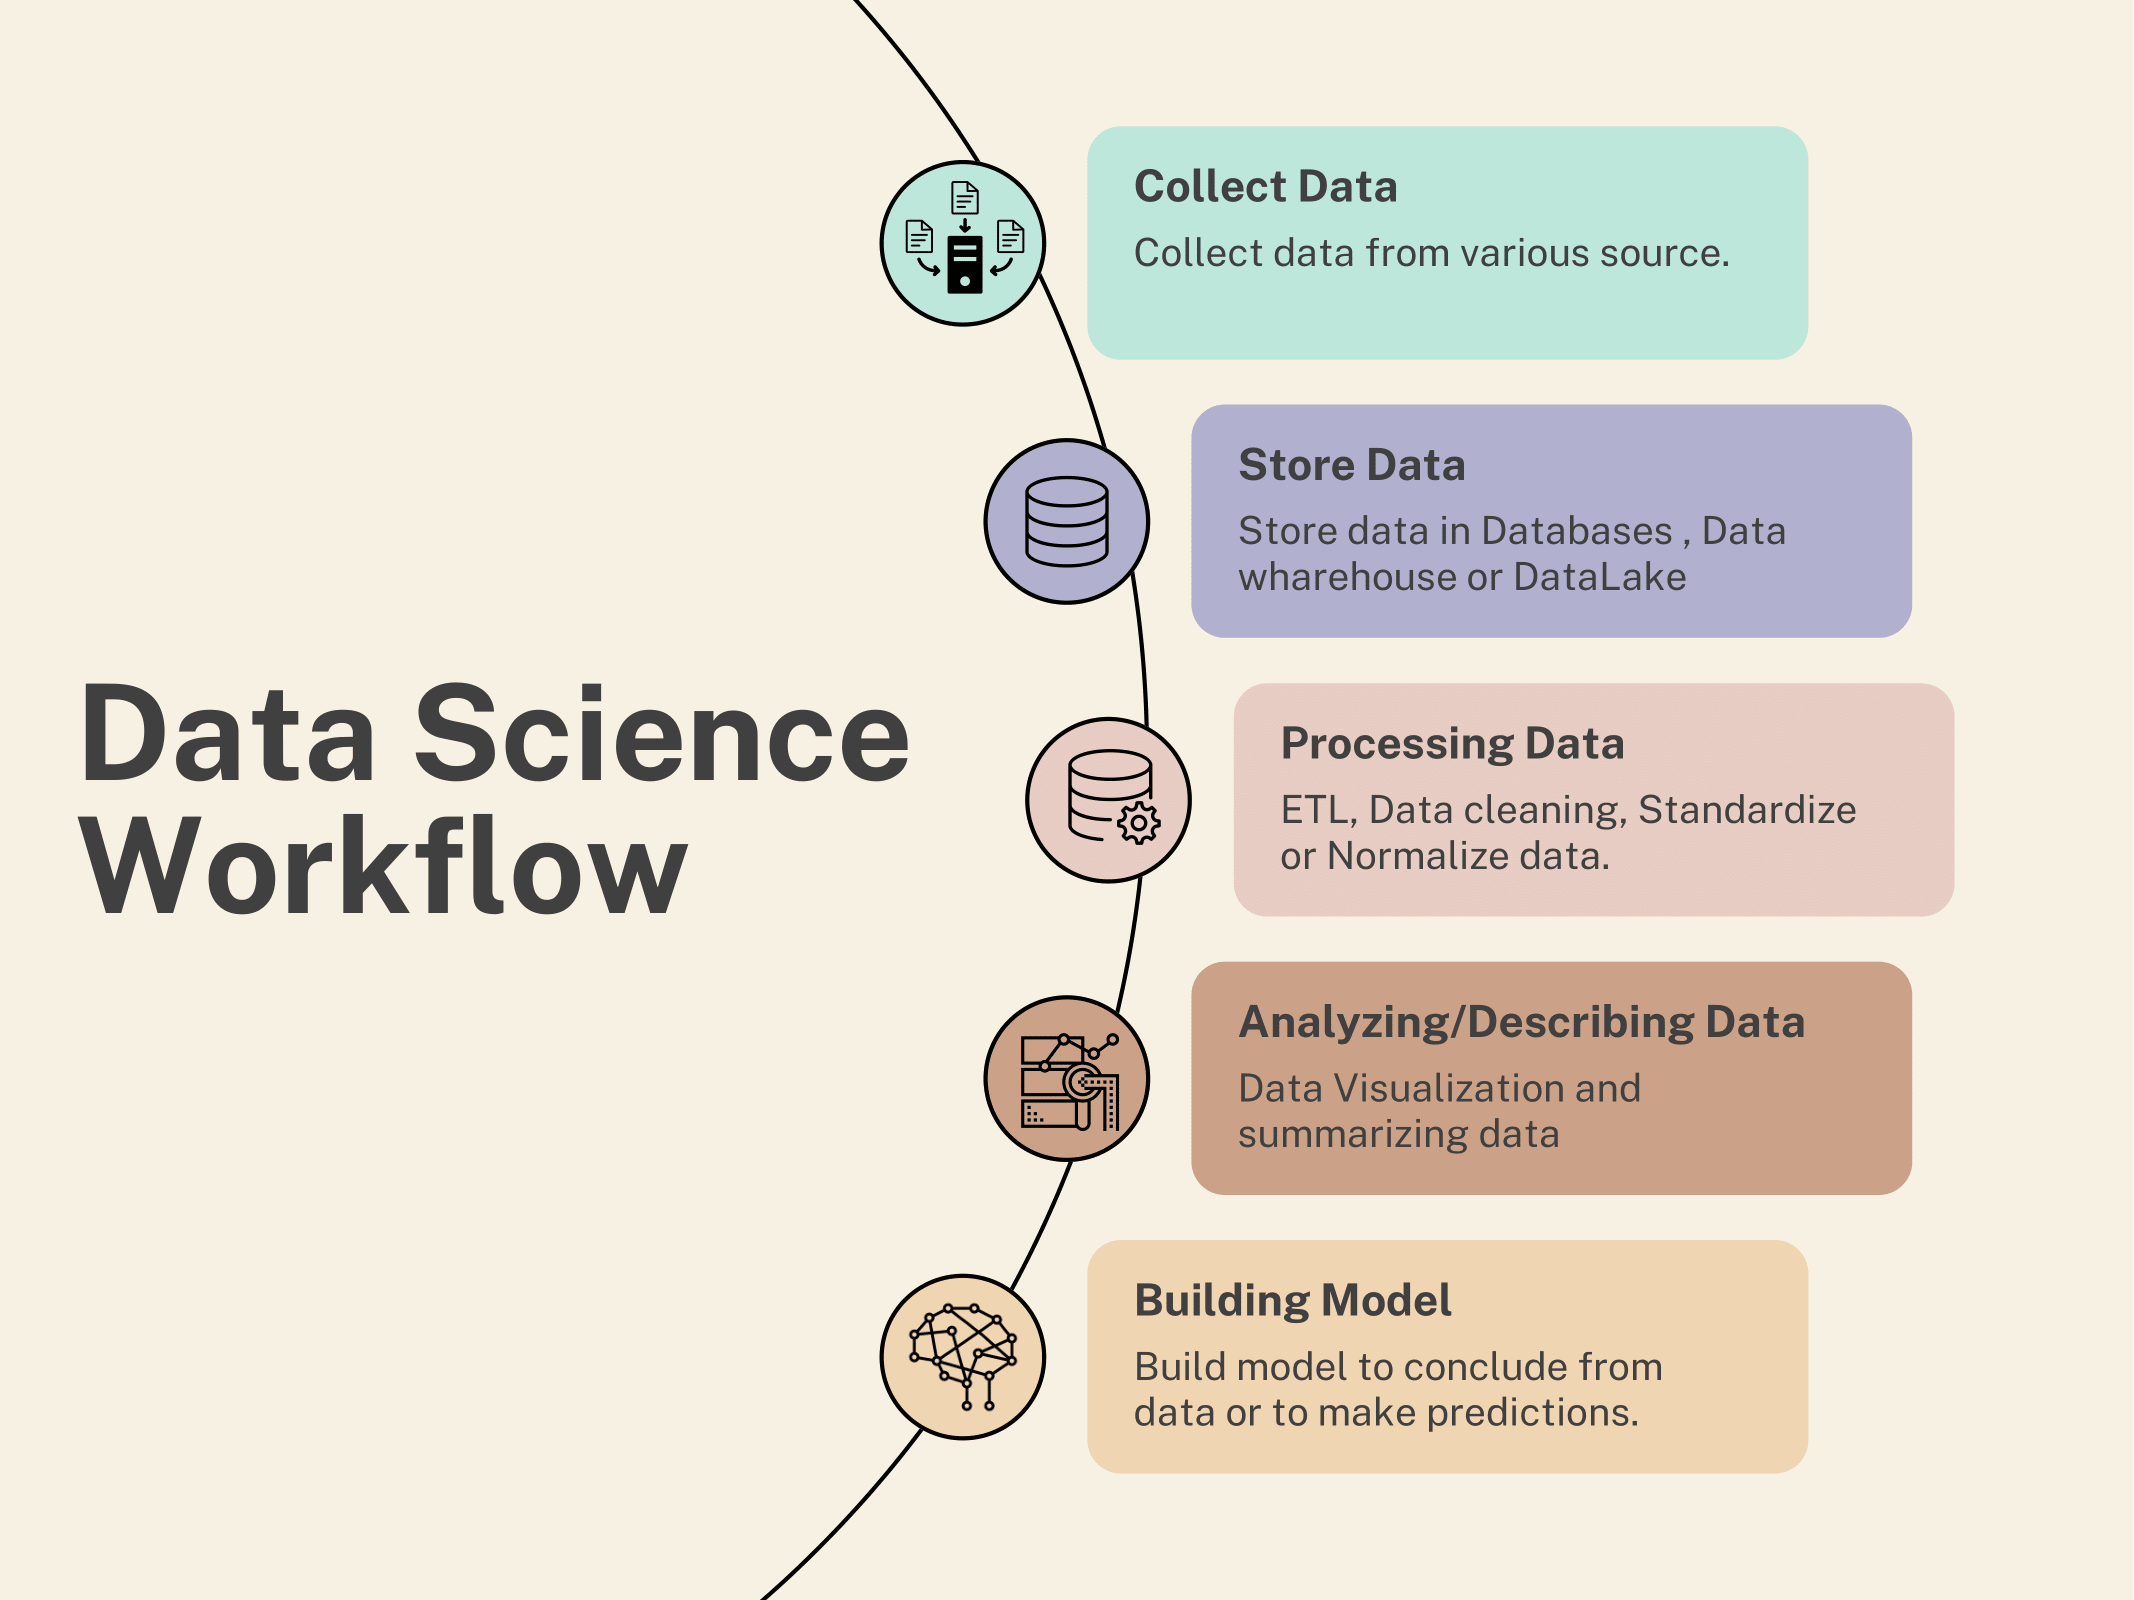 Data Science
Workflow
Collect Data
Collect data from various source.
Store Data
Store data in Databases , Data
wharehouse or DataLake
Processing Data
ETL, Data cleaning, Standardize
or Normalize data.
Analyzing/Describing Data
Data Visualization and
summarizing data
Building Model
Build model to conclude from
data or to make predictions.